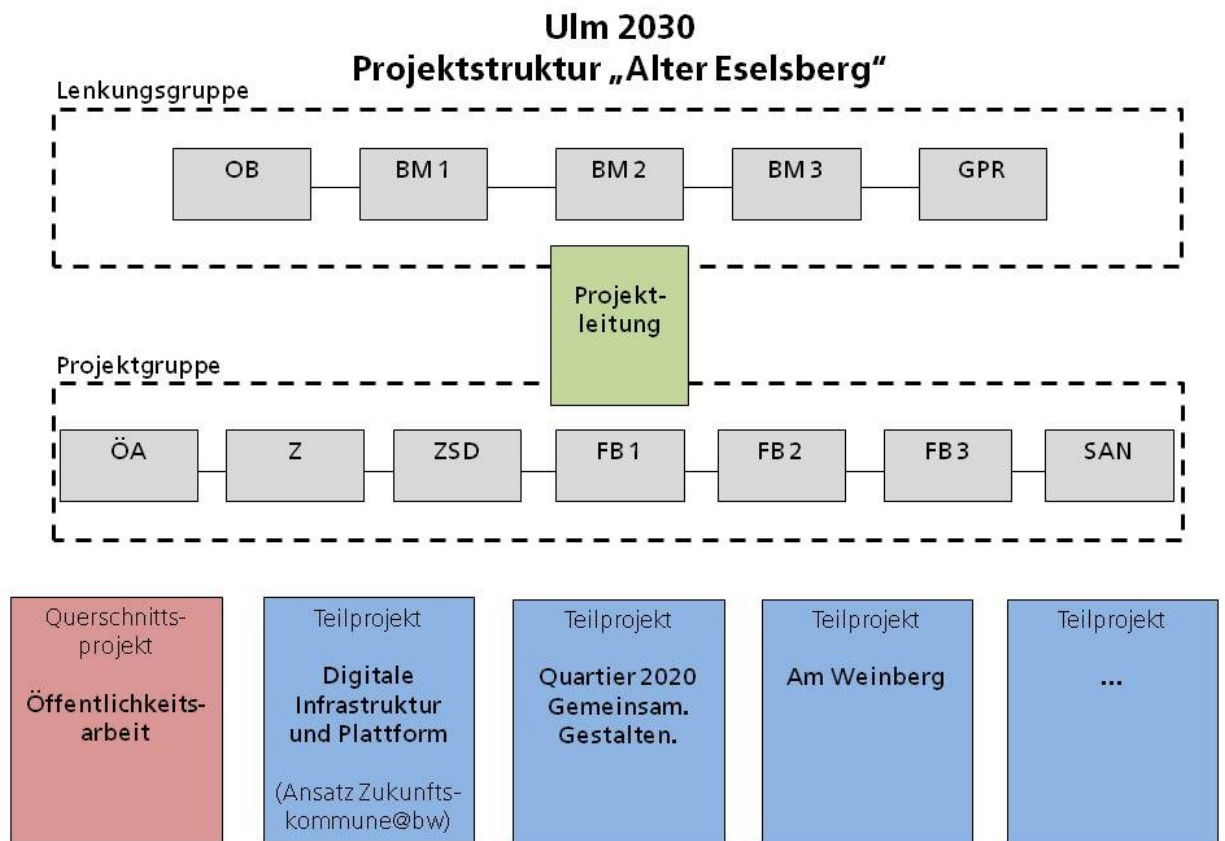 Ulm 2030
Projektstruktur „Alter Eselsberg“
Lenkungsgruppe
OB
BM 1
BM 2
BM 3
GPR
Projekt-
leitung
Projektgruppe
ÖA
Z
ZSD
FB 1
FB 2
FB 3
SAN
Querschnitts-
projekt
Öffentlichkeits-
arbeit
Teilprojekt
Digitale
Infrastruktur
und Plattform
(Ansatz Zukunfts-
kommune@bw)
Teilprojekt
Quartier 2020
Gemeinsam.
Gestalten.
Teilprojekt
Am Weinberg
Teilprojekt
...